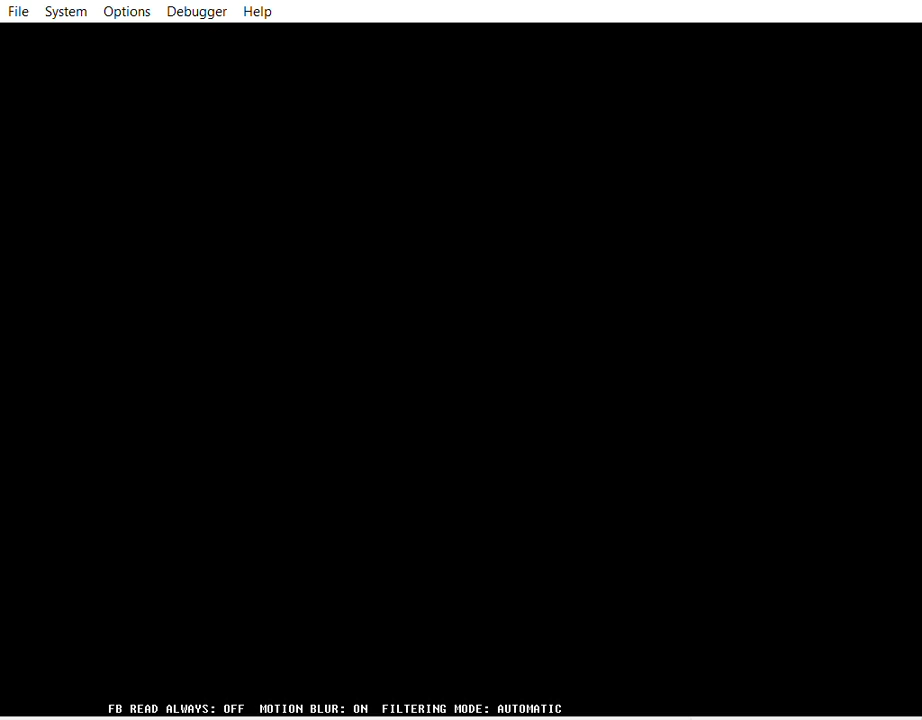 File System Options Debugger Help
FB READ ALWAYS: OFF MOTION BLUR: ON FILTERING MODE: AUTOMATIC